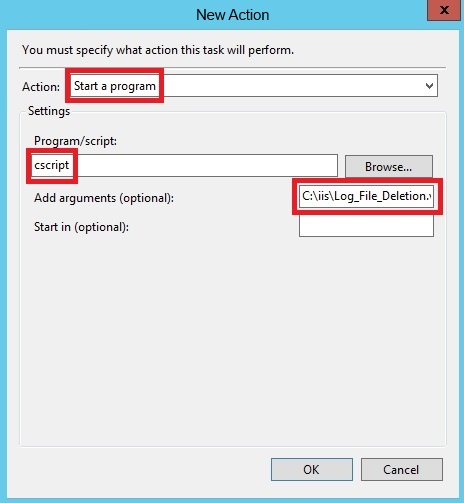 New Action
x
You must specify what action this task will perform.
Action: Start a program
Settings
Program/script:
cscript Browse...
Add arguments (optional): C:\iis\Log_File_Deletion.v
Start in (optional):
OK Cancel